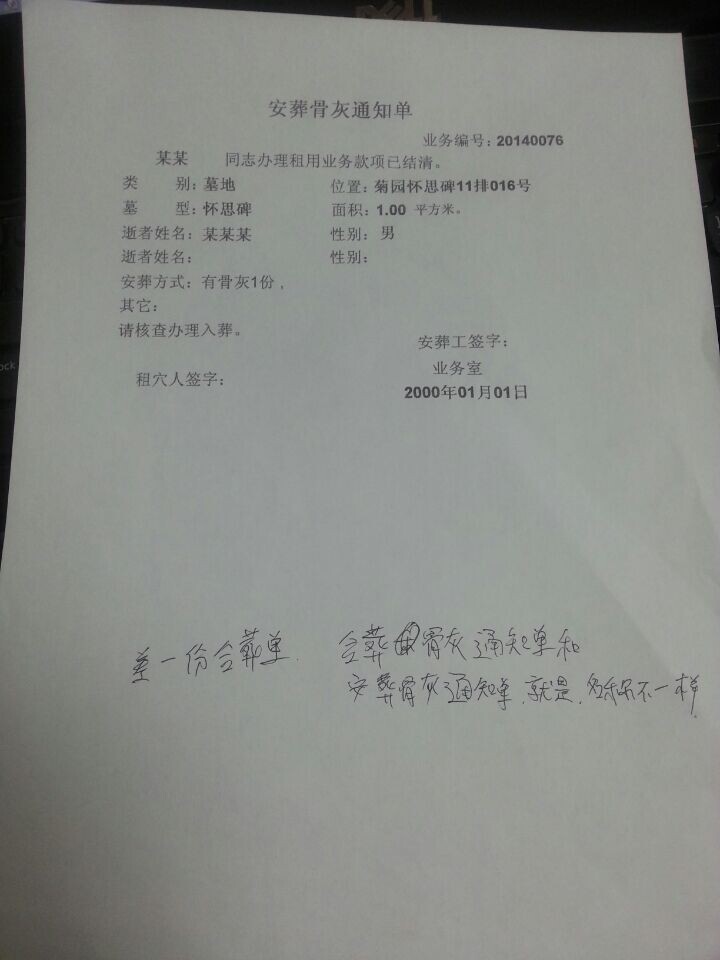 安葬骨灰通知单
业务编号：20140076
某某 同志办理租用业务款项已结清。
类 别：墓地 位置：菊园怀思碑11排016号
墓 型：怀思碑 面积：1.00 平方米。
逝者姓名：某某某 性别：男
逝者姓名： 性别：
安葬方式：有骨灰1份，
其它：
请核查办理入葬。
安葬工签字：
业务室
租穴人签字：
2000年01月01日
差一份合葬单. 合葬骨灰通知单和
安葬骨灰通知单.就是.名称不一样.
ock